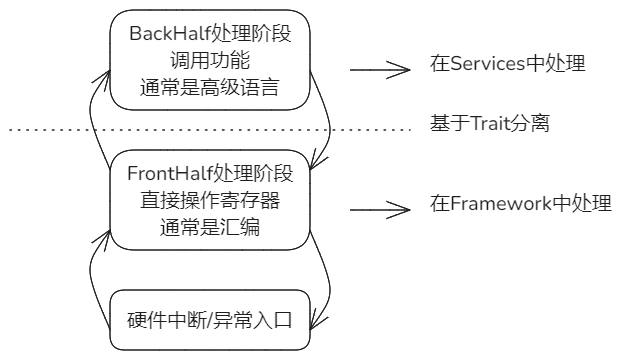 BackHalf处理阶段
调用功能
通常是高级语言
在Services中处理
基于Trait分离
FrontHalf处理阶段
直接操作寄存器
通常是汇编
在Framework中处理
硬件中断/异常入口